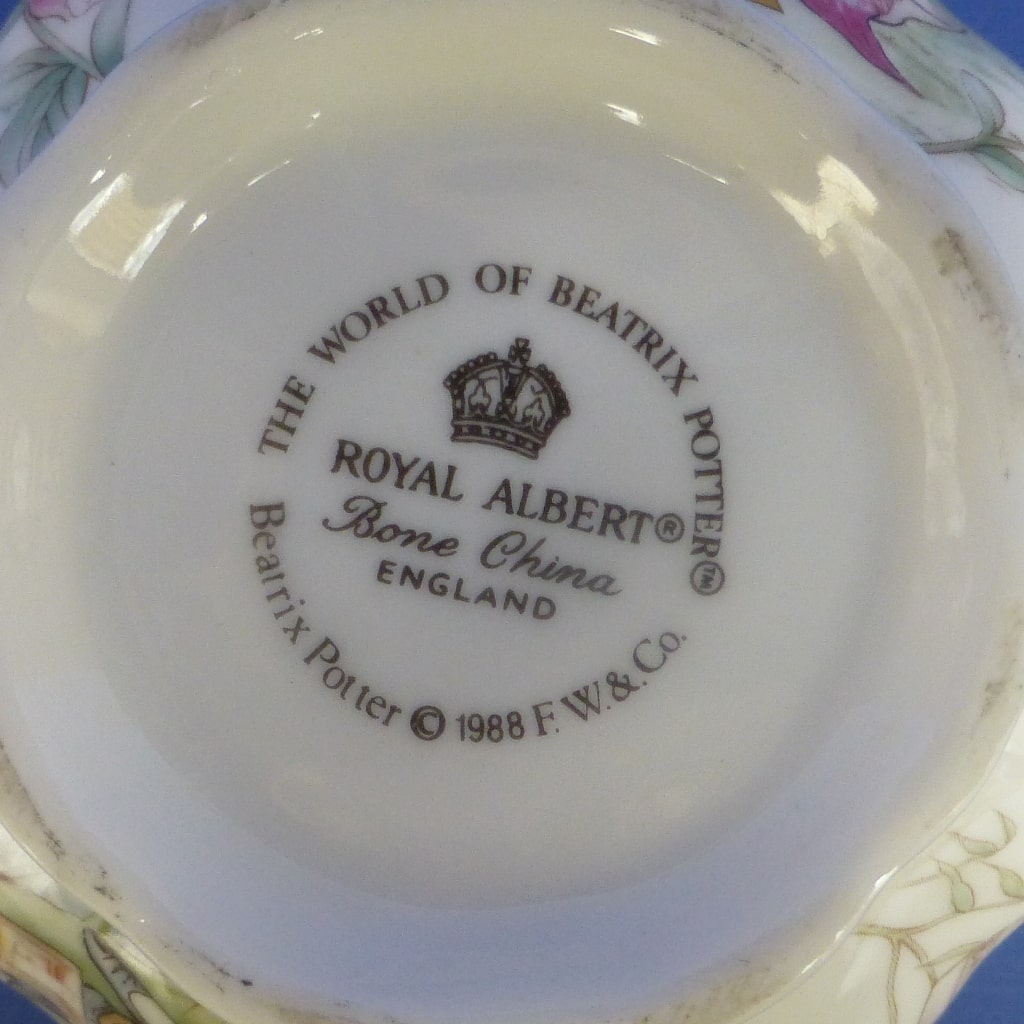 THE WORLD OF BEATRIX POTTER™
ROYAL ALBERT®
Bone China
ENGLAND
Beatrix Potter © 1988 F. W. & Co.